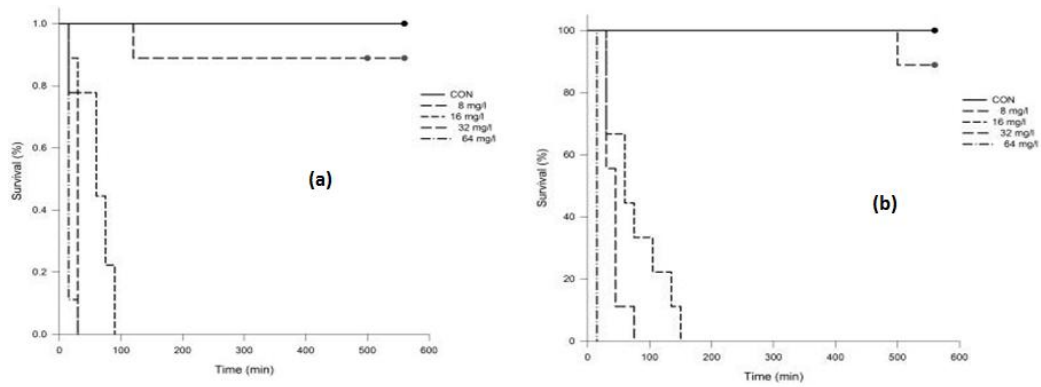 1.0
0.8
0.6
0.4
0.2
0.0
Survival (%)
0
100
200
300
400
500
600
Time (min)
CON
8 mg/l
16 mg/l
32 mg/l
64 mg/l
(a)
100
80
60
40
20
0
Survival (%)
0
100
200
300
400
500
600
Time (min)
CON
8 mg/l
16 mg/l
32 mg/l
64 mg/l
(b)